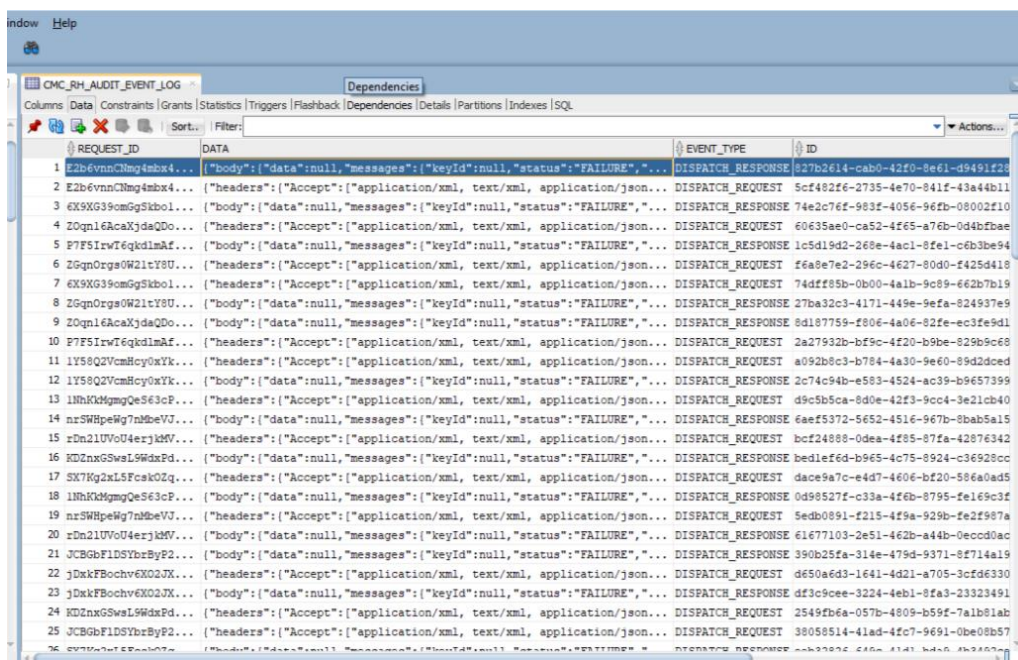 indow Help
CMC_RH_AUDIT_EVENT_LOG
Dependencies
Columns Data Constraints |Grants |Statistics |Triggers |Flashback |Dependencies |Details |Partitions |Indexes |SQL
Sort.. Filter: Actions...
REQUEST_ID DATA EVENT_TYPE ID
1 E2b6vnnCNmg4mbx4... {"body":{"data":null,"messages":{"keyId":null,"status":"FAILURE","... DISPATCH_RESPONSE 827b2614-cab0-42f0-8e61-d9491f28
2 E2b6vnnCNmg4mbx4... {"headers":{"Accept":["application/xml, text/xml, application/json... DISPATCH_REQUEST 5cf482f6-2735-4e70-841f-43a44b11
3 6X9XG39omGgSkbol... {"body":{"data":null,"messages":{"keyId":null,"status":"FAILURE","... DISPATCH_RESPONSE 74e2c76f-983f-4056-96fb-08002f10
4 ZOqnl6AcaXjdaQDo... {"headers":{"Accept":["application/xml, text/xml, application/json... DISPATCH_REQUEST 60635ae0-ca52-4f65-a76b-0d4bfbae
5 P7F5IrwI6qkdlmAf... {"body":{"data":null,"messages":{"keyId":null,"status":"FAILURE","... DISPATCH_RESPONSE 1c5d19d2-268e-4ac1-8fe1-c6b3be94
6 ZGqnOrgs0W2ltY8U... {"headers":{"Accept":["application/xml, text/xml, application/json... DISPATCH_REQUEST f6a8e7e2-296c-4627-80d0-f425d418
7 6X9XG39omGgSkbol... {"headers":{"Accept":["application/xml, text/xml, application/json... DISPATCH_REQUEST 74dff85b-0b00-4a1b-9c89-662b7b19
8 ZGqnOrgs0W2ltY8U... {"body":{"data":null,"messages":{"keyId":null,"status":"FAILURE","... DISPATCH_RESPONSE 27ba32c3-4171-449e-9efa-824937e9
9 ZOqnl6AcaXjdaQDo... {"body":{"data":null,"messages":{"keyId":null,"status":"FAILURE","... DISPATCH_RESPONSE 8d187759-f806-4a06-82fe-ec3fe9d1
10 P7F5IrwI6qkdlmAf... {"headers":{"Accept":["application/xml, text/xml, application/json... DISPATCH_REQUEST 2a27932b-bf9c-4f20-b9be-829b9c68
11 1Y58Q2VcmHcy0xYk... {"headers":{"Accept":["application/xml, text/xml, application/json... DISPATCH_REQUEST a092b8c3-b784-4a30-9e60-89d2dced
12 1Y58Q2VcmHcy0xYk... {"body":{"data":null,"messages":{"keyId":null,"status":"FAILURE","... DISPATCH_RESPONSE 2c74c94b-e583-4524-ac39-b9657399
13 1NhKkMgmgQeS63cP... {"headers":{"Accept":["application/xml, text/xml, application/json... DISPATCH_REQUEST d9c5b5ca-8d0e-42f3-9cc4-3e21cb40
14 nrSWHpeWg7nMbeVJ... {"body":{"data":null,"messages":{"keyId":null,"status":"FAILURE","... DISPATCH_RESPONSE 6aef5372-5652-4516-967b-8bab5a15
15 rDn21UVoU4erjkMV... {"headers":{"Accept":["application/xml, text/xml, application/json... DISPATCH_REQUEST bcf24888-0dea-4f85-87fa-42876342
16 KDZnxGSwsL9WdxPd... {"body":{"data":null,"messages":{"keyId":null,"status":"FAILURE","... DISPATCH_RESPONSE bed1ef6d-b965-4c75-8924-c36928cc
17 SX7Kg2xL5FcskOZq... {"headers":{"Accept":["application/xml, text/xml, application/json... DISPATCH_REQUEST dace9a7c-e4d7-4606-bf20-586a0ad5
18 1NhKkMgmgQeS63cP... {"body":{"data":null,"messages":{"keyId":null,"status":"FAILURE","... DISPATCH_RESPONSE 0d98527f-c33a-4f6b-8795-fe169c3f
19 nrSWHpeWg7nMbeVJ... {"headers":{"Accept":["application/xml, text/xml, application/json... DISPATCH_REQUEST 5edb0891-f215-4f9a-929b-fe2f987a
20 rDn21UVoU4erjkMV... {"body":{"data":null,"messages":{"keyId":null,"status":"FAILURE","... DISPATCH_RESPONSE 61677103-2e51-462b-a44b-0eccd0ac
21 JCBGbF1DSYbrByP2... {"body":{"data":null,"messages":{"keyId":null,"status":"FAILURE","... DISPATCH_RESPONSE 390b25fa-314e-479d-9371-8f714a19
22 jDxkFBochv6XO2JX... {"headers":{"Accept":["application/xml, text/xml, application/json... DISPATCH_REQUEST d650a6d3-1641-4d21-a705-3cfd6330
23 jDxkFBochv6XO2JX... {"body":{"data":null,"messages":{"keyId":null,"status":"FAILURE","... DISPATCH_RESPONSE df3c9cee-3224-4eb1-8fa3-23323491
24 KDZnxGSwsL9WdxPd... {"headers":{"Accept":["application/xml, text/xml, application/json... DISPATCH_REQUEST 2549fb6a-057b-4809-b59f-7a1b81ab
25 JCBGbF1DSYbrByP2... {"headers":{"Accept":["application/xml, text/xml, application/json... DISPATCH_REQUEST 38058514-41ad-4fc7-9691-0be08b57